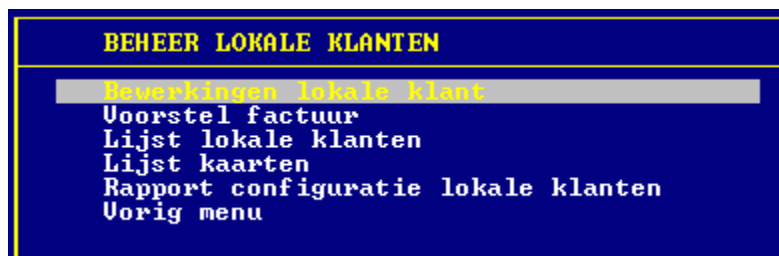 BEHEER LOKALE KLANTEN
Bewerkingen lokale klant
Voorstel factuur
Lijst lokale klanten
Lijst kaarten
Rapport configuratie lokale klanten
Vorig menu